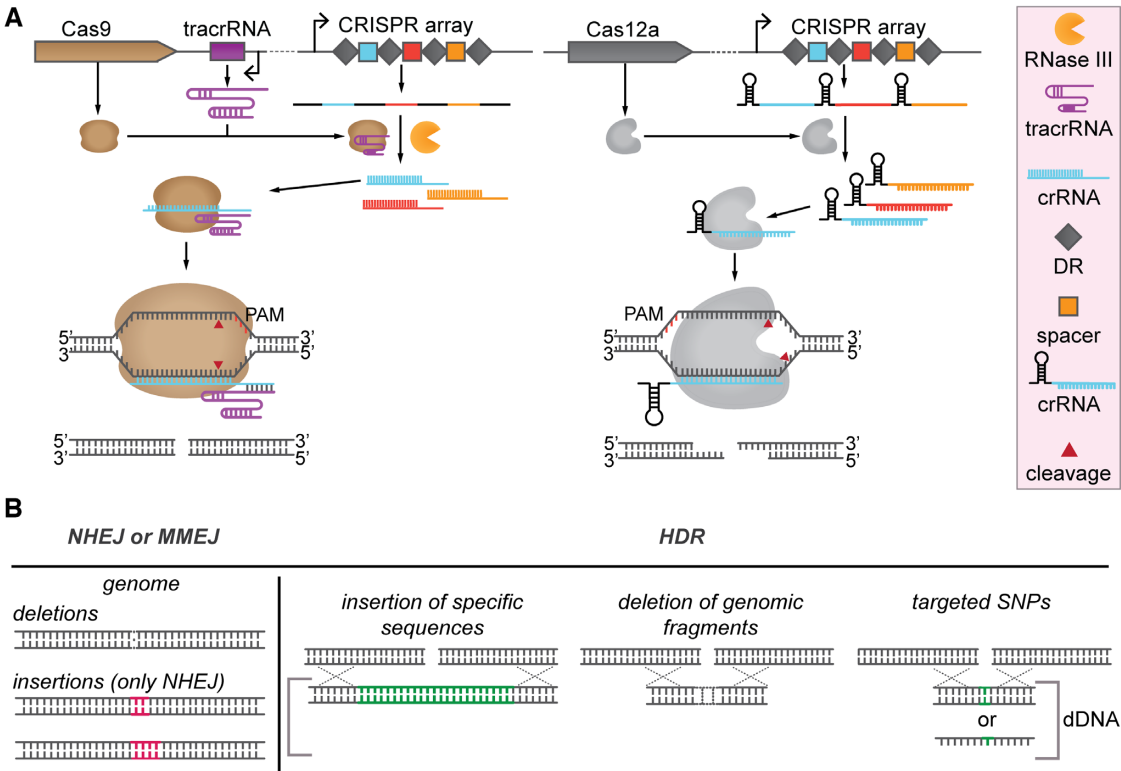 A
Cas9
tracrRNA
CRISPR array
Cas12a
CRISPR array
RNase III
tracrRNA
crRNA
DR
spacer
crRNA
cleavage
PAM
5’
3’
3’
5’
5’
3’
3’
5’
PAM
5’
3’
3’
5’
5’
3’
3’
5’
B
NHEJ or MMEJ
HDR
genome
deletions
insertions (only NHEJ)
insertion of specific
sequences
deletion of genomic
fragments
targeted SNPs
or
dDNA